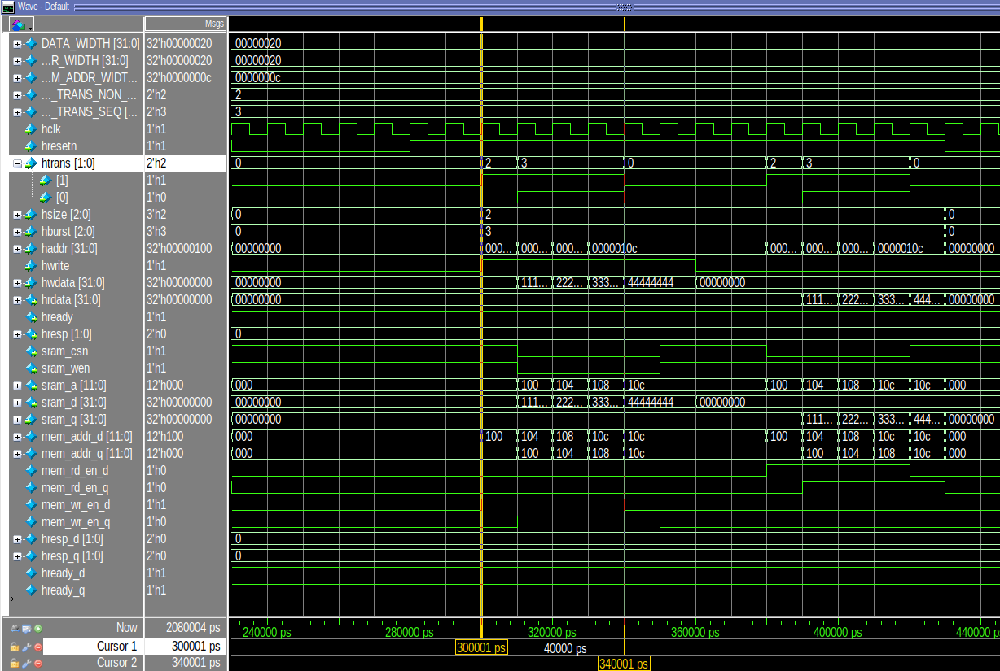 Wave - Default
Msgs
DATA_WIDTH [31:0] 32'h00000020 00000020
...R_WIDTH [31:0] 32'h00000020 00000020
...M_ADDR_WIDT... 32'h0000000c 0000000c
..._TRANS_NON_... 2'h2 2
..._TRANS_SEQ [... 2'h3 3
hclk 1'h1
hresetn 1'h1
htrans [1:0] 2'h2 0 2 3 0 2 3 0
[1] 1'h1
[0] 1'h0
hsize [2:0] 3'h2 0 2 0
hburst [2:0] 3'h3 0 3 0
haddr [31:0] 32'h00000100 00000000 000... 000... 000... 0000010c 000... 000... 000... 0000010c 00000000
hwrite 1'h1
hwdata [31:0] 32'h00000000 00000000 111... 222... 333... 44444444 00000000
hrdata [31:0] 32'h00000000 00000000 111... 222... 333... 444... 00000000
hready 1'h1
hresp [1:0] 2'h0 0
sram_csn 1'h1
sram_wen 1'h1
sram_a [11:0] 12'h000 000 100 104 108 10c 100 104 108 10c 10c 000
sram_d [31:0] 32'h00000000 00000000 111... 222... 333... 44444444 00000000
sram_q [31:0] 32'h00000000 00000000 111... 222... 333... 444... 00000000
mem_addr_d [11:0] 12'h100 000 100 104 108 10c 10c 100 104 108 10c 10c 000
mem_addr_q [11:0] 12'h000 000 100 104 108 10c 100 104 108 10c 000
mem_rd_en_d 1'h0
mem_rd_en_q 1'h0
mem_wr_en_d 1'h1
mem_wr_en_q 1'h0
hresp_d [1:0] 2'h0 0
hresp_q [1:0] 2'h0 0
hready_d 1'h1
hready_q 1'h1
Now 2080004 ps 240000 ps 280000 ps 320000 ps 360000 ps 400000 ps 440000 p
Cursor 1 300001 ps 300001 ps 40000 ps
Cursor 2 340001 ps 340001 ps